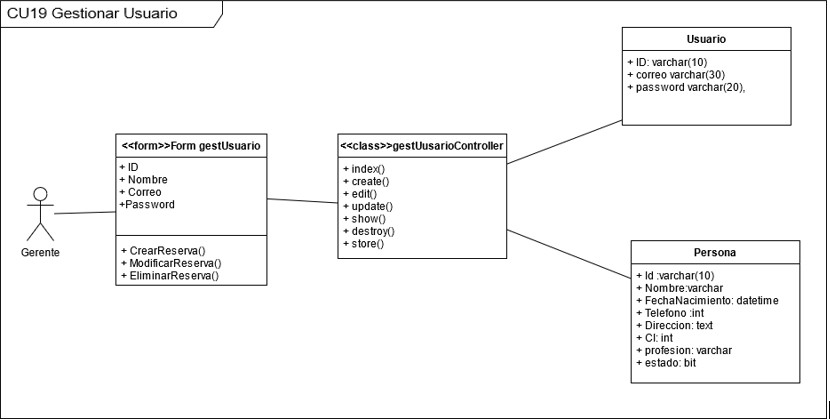 CU19 Gestionar Usuario
Usuario
+ ID: varchar(10)
+ correo varchar(30)
+ password varchar(20),
<<form>>Form gestUsuario
+ ID
+ Nombre
+ Correo
+Password
+ CrearReserva()
+ ModificarReserva()
+ EliminarReserva()
<<class>>gestUusarioController
+ index()
+ create()
+ edit()
+ update()
+ show()
+ destroy()
+ store()
Gerente
Persona
+ Id :varchar(10)
+ Nombre:varchar
+ FechaNacimiento: datetime
+ Telefono :int
+ Direccion: text
+ CI: int
+ profesion: varchar
+ estado: bit